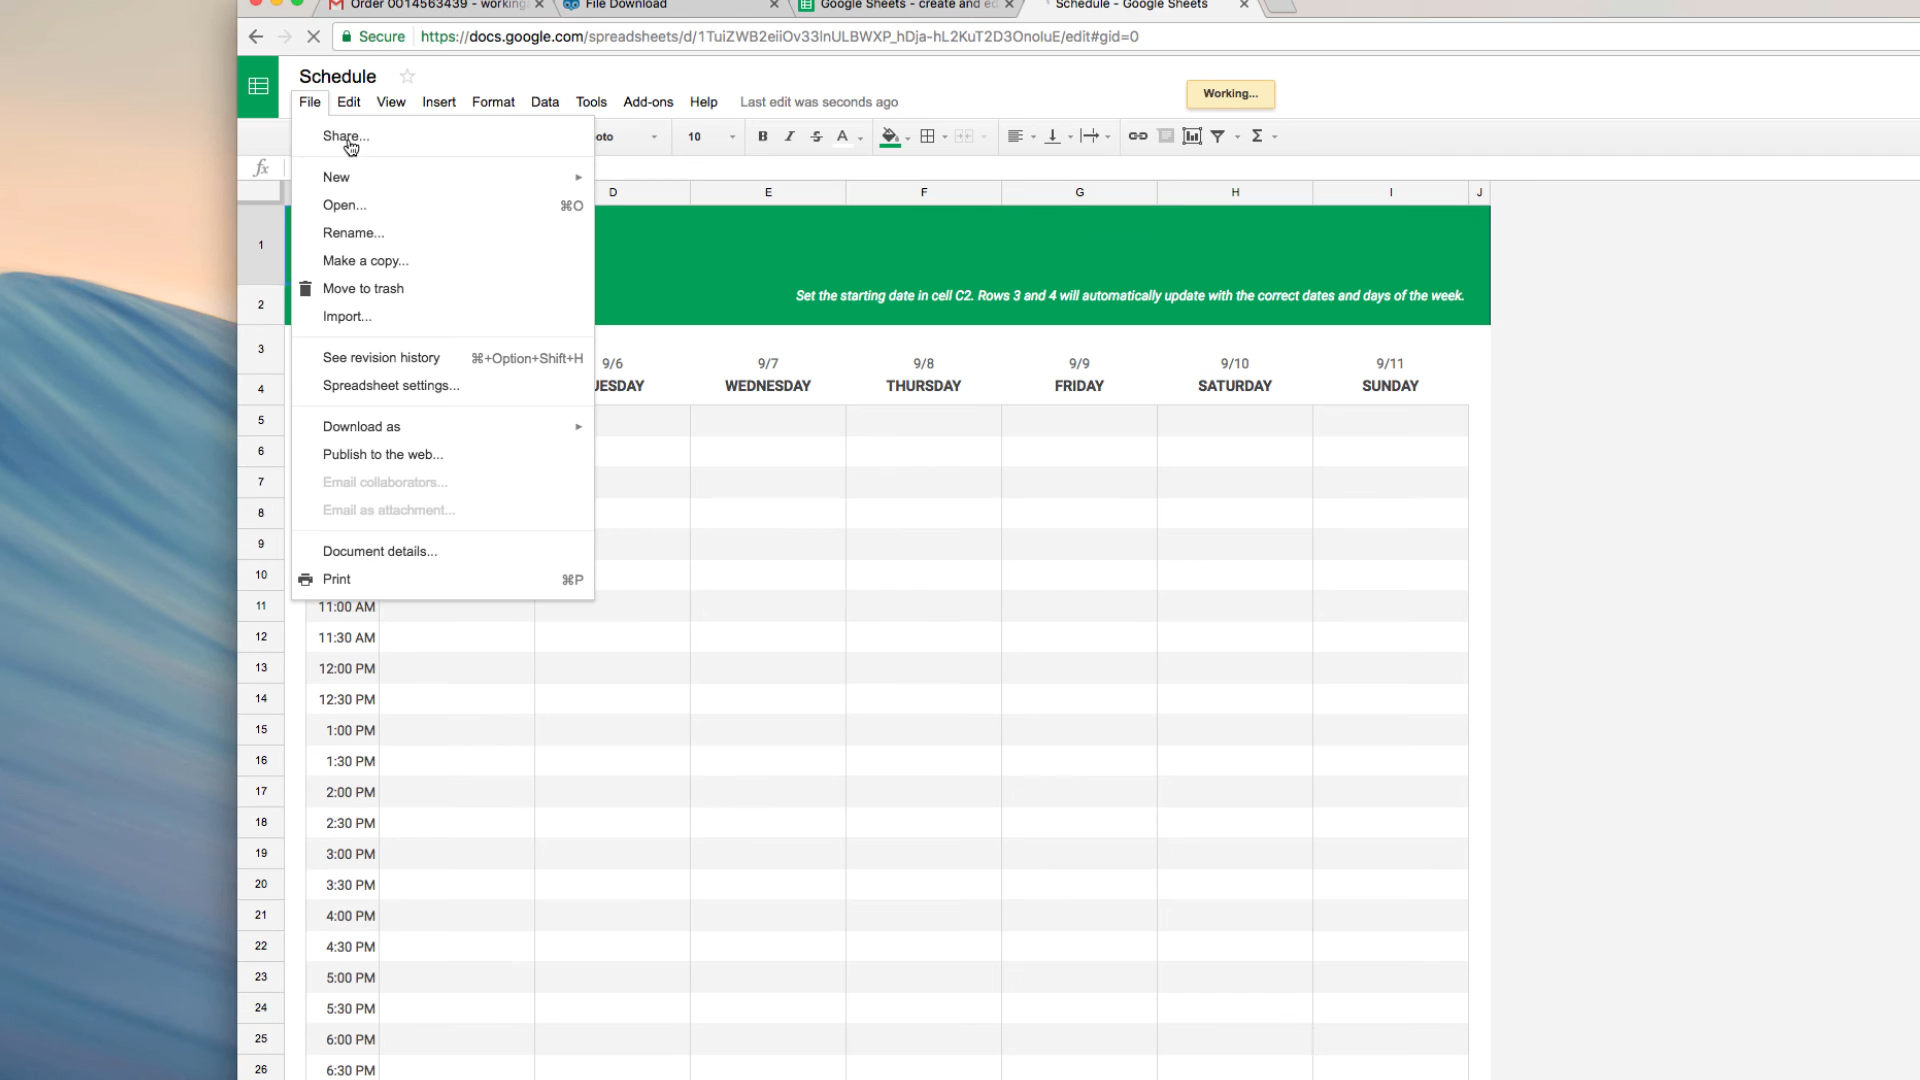 Order 0014563439 - working
File Download
Google Sheets - create and ed
Schedule - Google Sheets
Secure https://docs.google.com/spreadsheets/d/1TuiZWB2eiiOv33lnULBWXP_hDja-hL2KuT2D3OnoluE/edit#gid=0
Schedule
Working...
File Edit View Insert Format Data Tools Add-ons Help Last edit was seconds ago
Share...
oto 10 B I S A Σ
fx
New
D E F G H I J
Open... ⌘O
Rename...
1
Make a copy...
Move to trash
2 Set the starting date in cell C2. Rows 3 and 4 will automatically update with the correct dates and days of the week.
Import...
3
See revision history ⌘+Option+Shift+H
9/6 9/7 9/8 9/9 9/10 9/11
4 Spreadsheet settings... UESDAY WEDNESDAY THURSDAY FRIDAY SATURDAY SUNDAY
5 Download as
6 Publish to the web...
7 Email collaborators...
8 Email as attachment...
9 Document details...
10 Print ⌘P
11 11:00 AM
12 11:30 AM
13 12:00 PM
14 12:30 PM
15 1:00 PM
16 1:30 PM
17 2:00 PM
18 2:30 PM
19 3:00 PM
20 3:30 PM
21 4:00 PM
22 4:30 PM
23 5:00 PM
24 5:30 PM
25 6:00 PM
26 6:30 PM